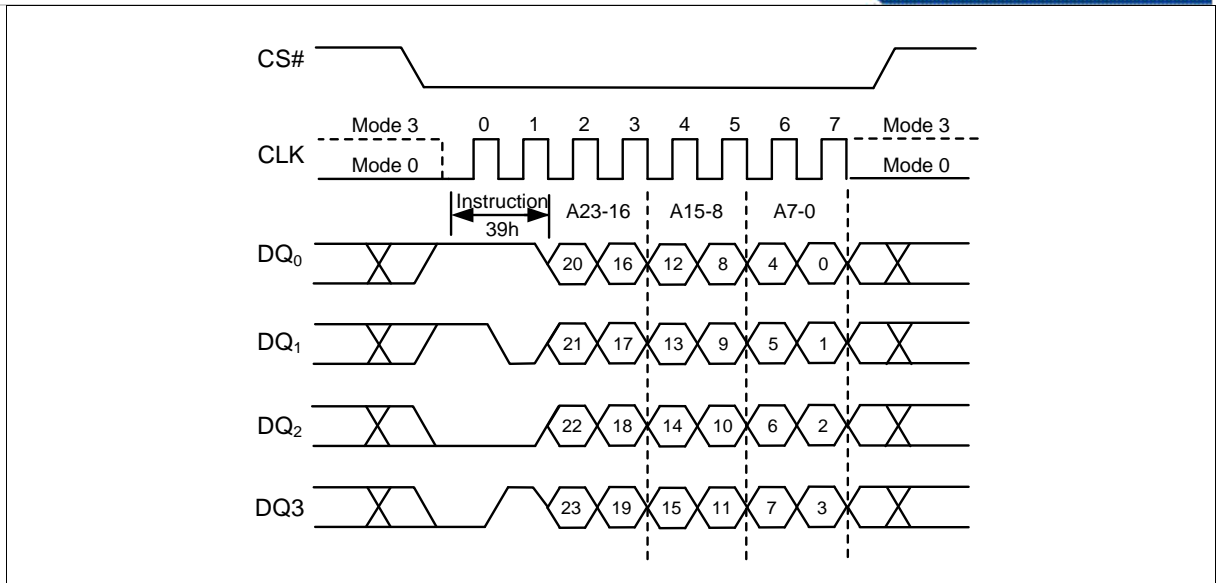 CS#
Mode 3 0 1 2 3 4 5 6 7 Mode 3
CLK
Mode 0 Mode 0
Instruction A23-16 A15-8 A7-0
39h
DQ0 20 16 12 8 4 0
DQ1 21 17 13 9 5 1
DQ2 22 18 14 10 6 2
DQ3 23 19 15 11 7 3